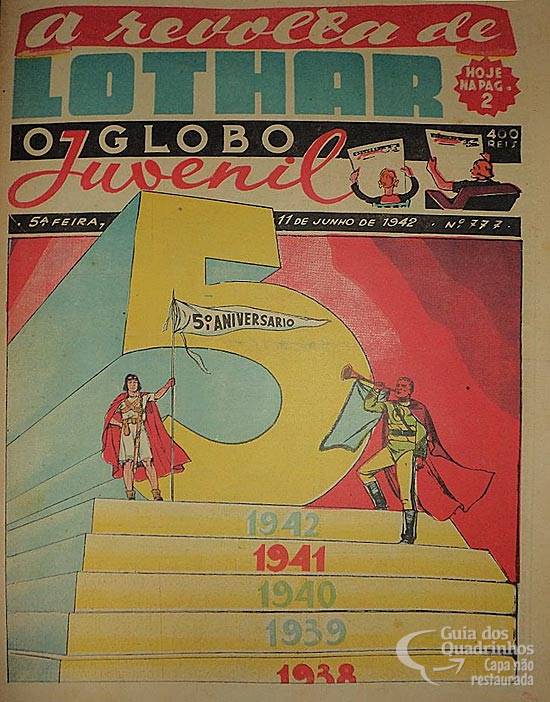 a revolta de
LOTHAR
HOJE
NA PAG.
2
O GLOBO
Juvenil
400
REIS
5ª FEIRA, 11 DE JUNHO DE 1942 Nº 777
5º ANIVERSARIO
1942
1941
1940
1939
1938
Guia dos
Quadrinhos
Capa não
restaurada